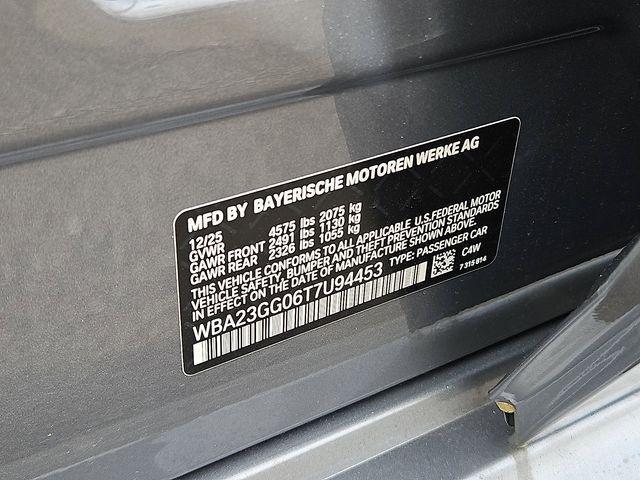 MFD BY BAYERISCHE MOTOREN WERKE AG
12/25
GVWR 4575 lbs 2075 kg
GAWR FRONT 2491 lbs 1130 kg
GAWR REAR 2326 lbs 1055 kg
THIS VEHICLE CONFORMS TO ALL APPLICABLE U.S.FEDERAL MOTOR
VEHICLE SAFETY, BUMPER AND THEFT PREVENTION STANDARDS
IN EFFECT ON THE DATE OF MANUFACTURE SHOWN ABOVE.
WBA23GG06T7U94453 TYPE: PASSENGER CAR
C4W
7 315 814